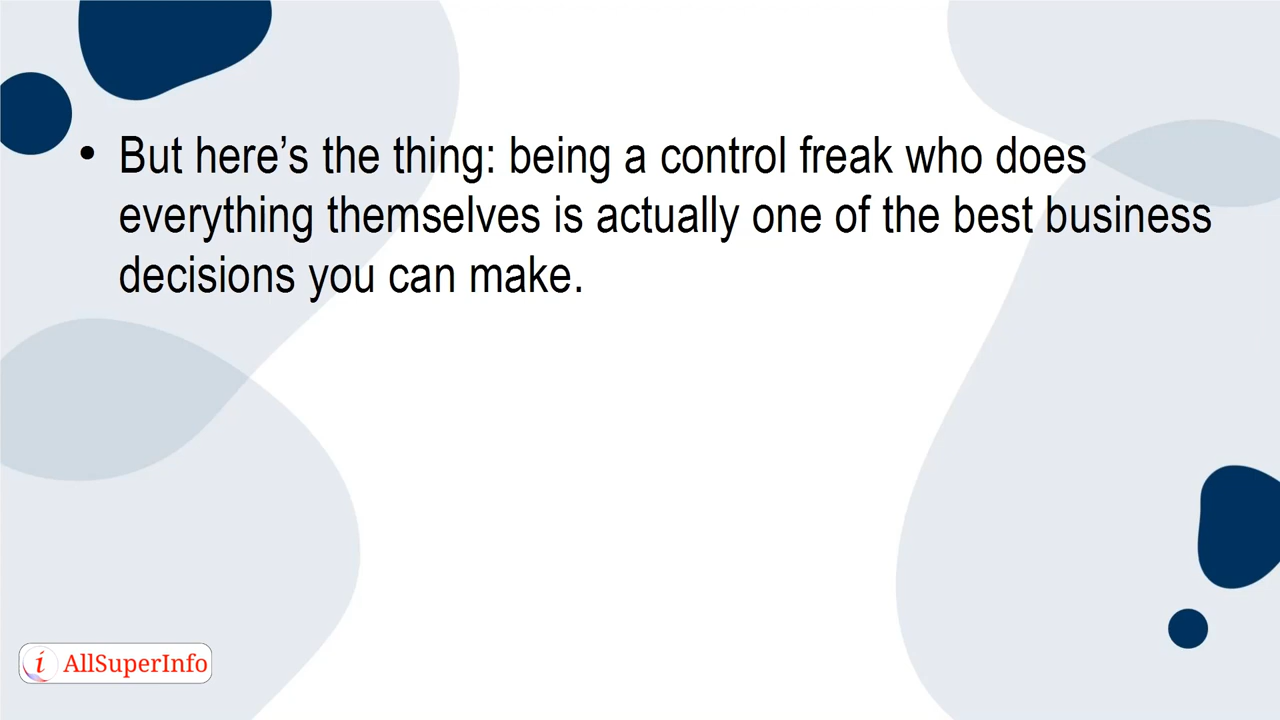 • But here’s the thing: being a control freak who does
everything themselves is actually one of the best business
decisions you can make.
i AllSuperInfo